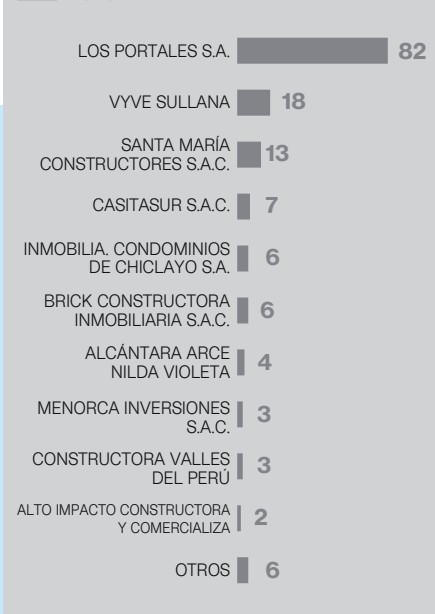 LOS PORTALES S.A. 82
VYVE SULLANA 18
SANTA MARÍA
CONSTRUCTORES S.A.C. 13
CASITASUR S.A.C. 7
INMOBILIA. CONDOMINIOS
DE CHICLAYO S.A. 6
BRICK CONSTRUCTORA
INMOBILIARIA S.A.C. 6
ALCÁNTARA ARCE
NILDA VIOLETA 4
MENORCA INVERSIONES
S.A.C. 3
CONSTRUCTORA VALLES
DEL PERÚ 3
ALTO IMPACTO CONSTRUCTORA
Y COMERCIALIZA 2
OTROS 6